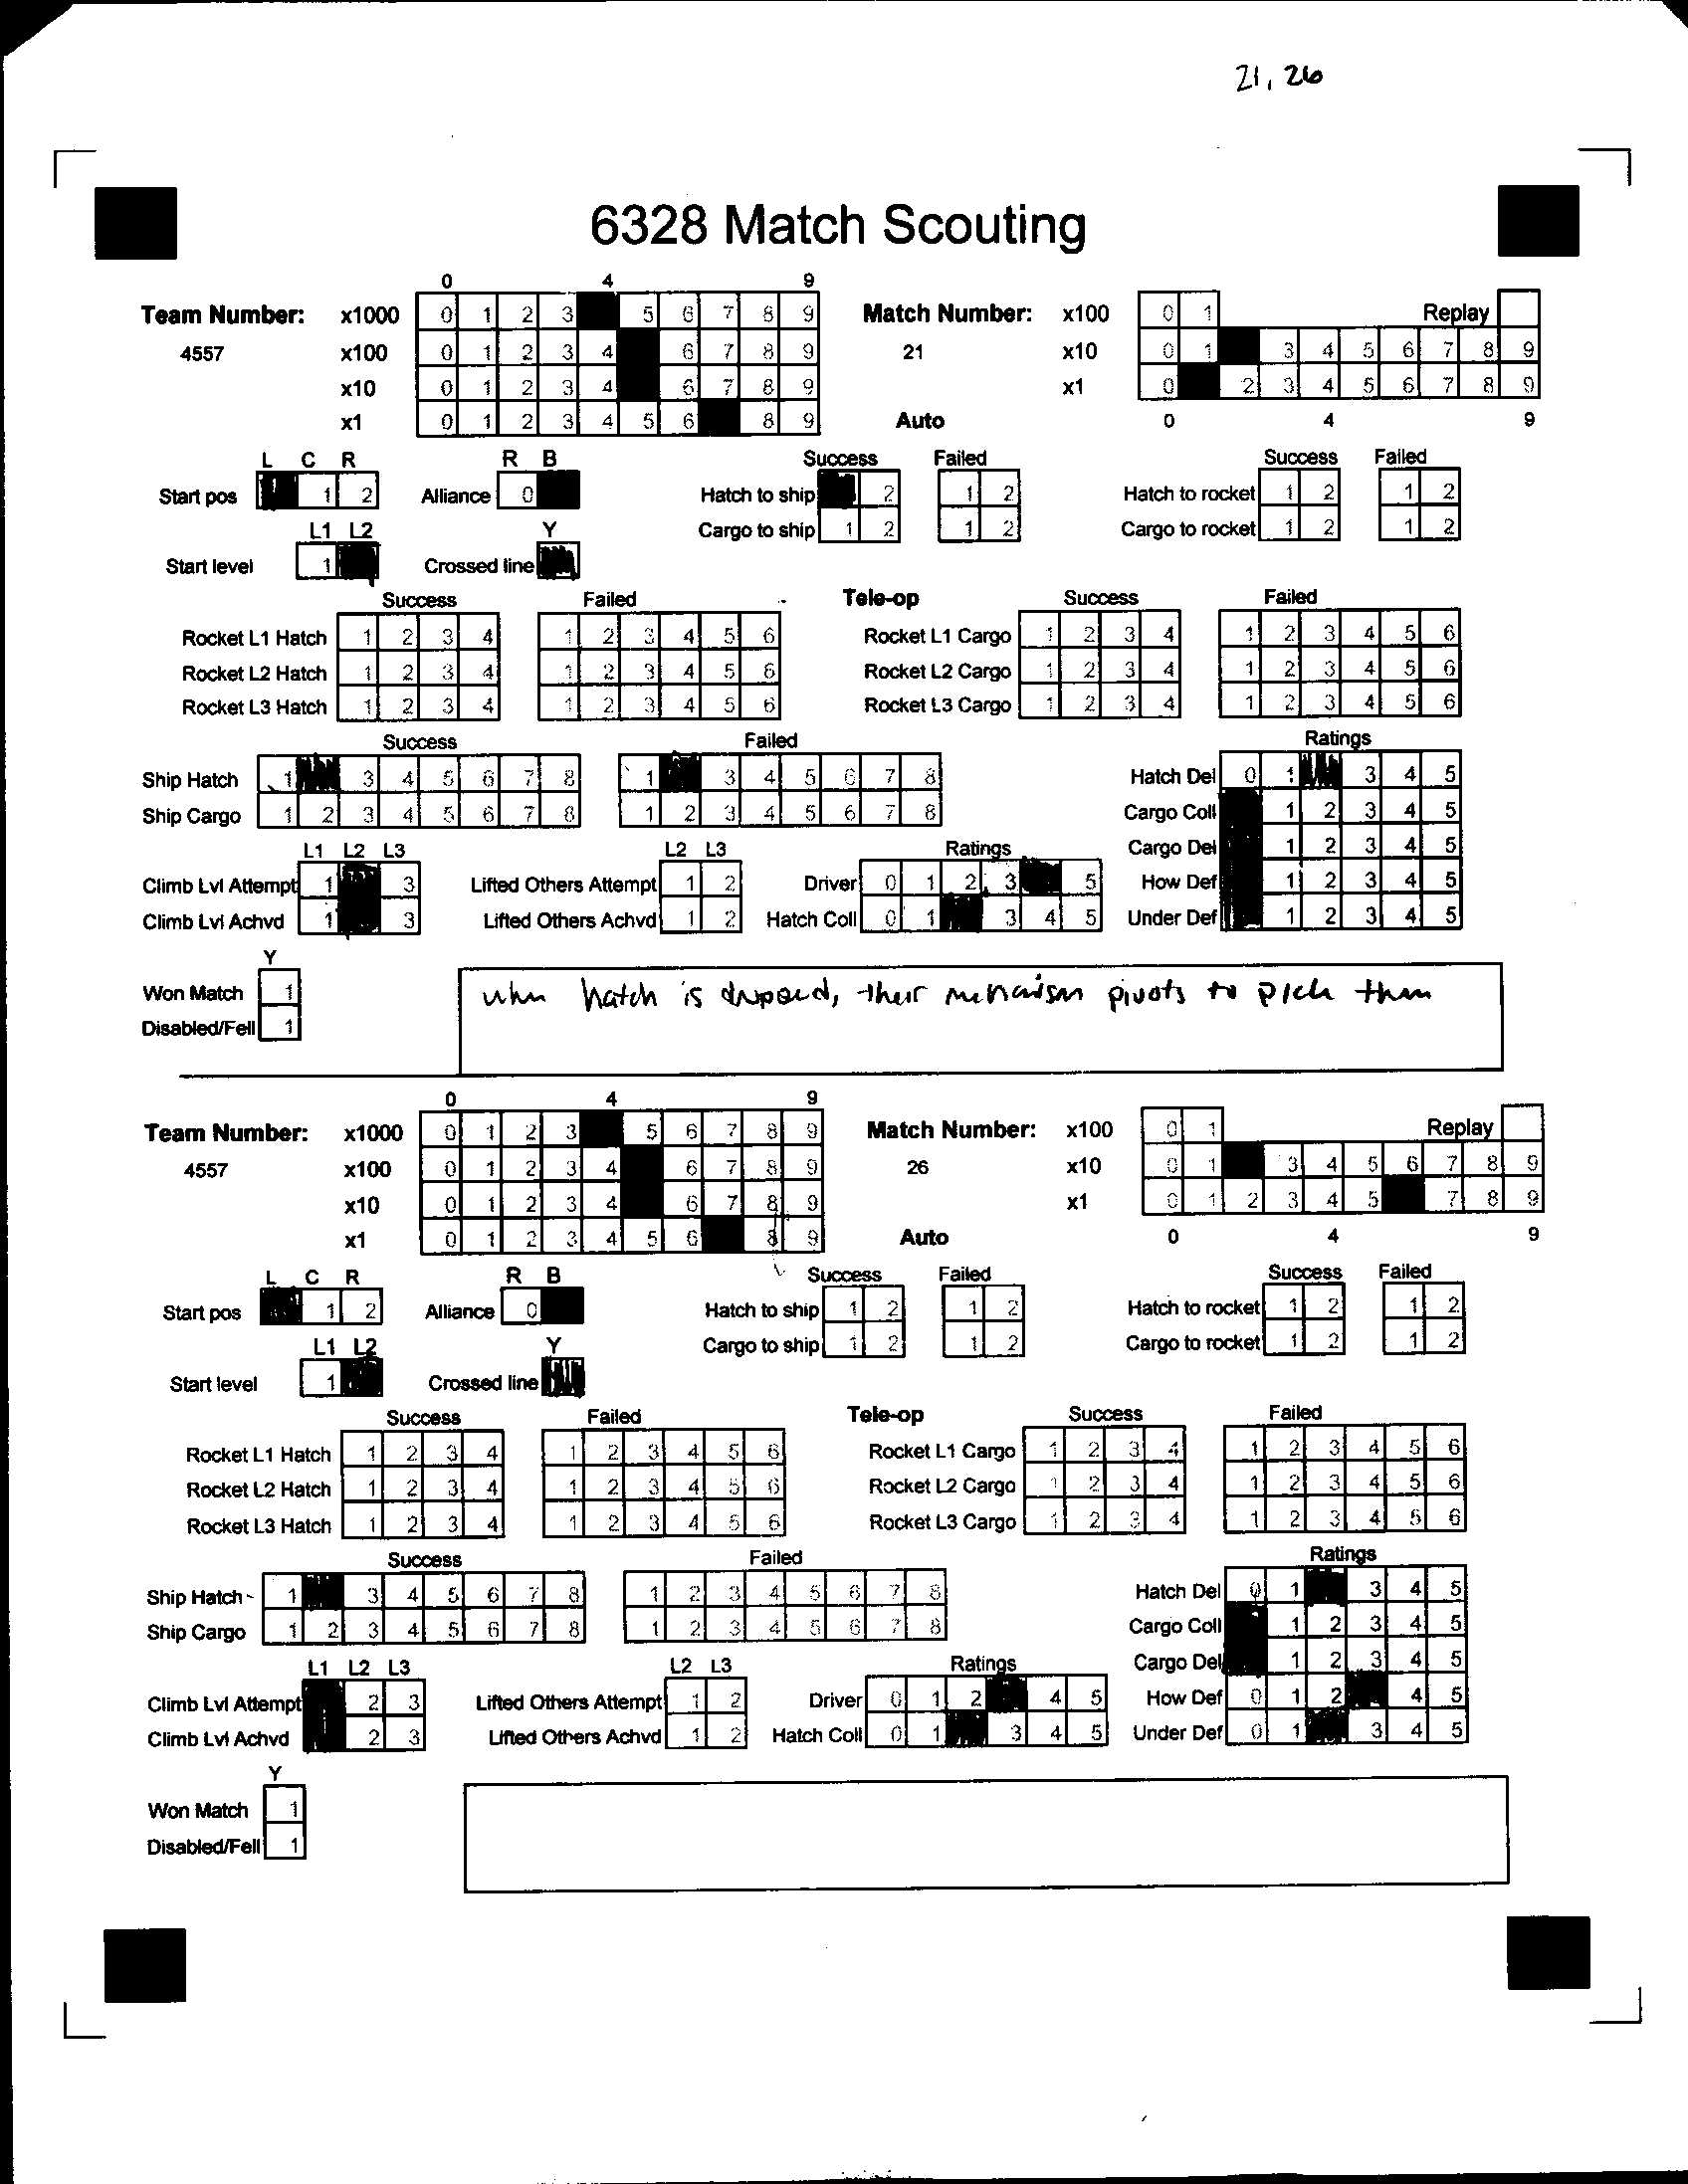 21, 26
6328 Match Scouting
0 4 9
Team Number: x1000 0 1 2 3 5 6 7 8 9 Match Number: x100 0 1 Replay
4557 x100 0 1 2 3 4 6 7 8 9 21 x10 0 1 3 4 5 6 7 8 9
x10 0 1 2 3 4 6 7 8 9 x1 0 2 3 4 5 6 7 8 9
x1 0 1 2 3 4 5 6 8 9 Auto 0 4 9
L C R R B Success Failed Success Failed
Start pos 1 2 Alliance 0 Hatch to ship 2 1 2 Hatch to rocket 1 2 1 2
L1 L2 Y Cargo to ship 1 2 1 2 Cargo to rocket 1 2 1 2
Start level 1 Crossed line
Success Failed Tele-op Success Failed
Rocket L1 Hatch 1 2 3 4 1 2 3 4 5 6 Rocket L1 Cargo 1 2 3 4 1 2 3 4 5 6
Rocket L2 Hatch 1 2 3 4 1 2 3 4 5 6 Rocket L2 Cargo 1 2 3 4 1 2 3 4 5 6
Rocket L3 Hatch 1 2 3 4 1 2 3 4 5 6 Rocket L3 Cargo 1 2 3 4 1 2 3 4 5 6
Success Failed Ratings
Ship Hatch 1 3 4 5 6 7 8 1 3 4 5 6 7 8 Hatch Del 0 1 3 4 5
Ship Cargo 1 2 3 4 5 6 7 8 1 2 3 4 5 6 7 8 Cargo Coll 1 2 3 4 5
L1 L2 L3 L2 L3 Ratings Cargo Del 1 2 3 4 5
Climb Lvl Attempt 1 3 Lifted Others Attempt 1 2 Driver 0 1 2 3 5 How Def 1 2 3 4 5
Climb Lvl Achvd 1 3 Lifted Others Achvd 1 2 Hatch Coll 0 1 3 4 5 Under Def 1 2 3 4 5
Y
Won Match 1 when hatch is dropped, their mechanism pivots to pick them
Disabled/Fell 1
0 4 9
Team Number: x1000 0 1 2 3 5 6 7 8 9 Match Number: x100 0 1 Replay
4557 x100 0 1 2 3 4 6 7 8 9 26 x10 0 1 3 4 5 6 7 8 9
x10 0 1 2 3 4 6 7 8 9 x1 0 1 2 3 4 5 7 8 9
x1 0 1 2 3 4 5 6 8 9 Auto 0 4 9
L C R R B Success Failed Success Failed
Start pos 1 2 Alliance 0 Hatch to ship 1 2 1 2 Hatch to rocket 1 2 1 2
L1 L2 Y Cargo to ship 1 2 1 2 Cargo to rocket 1 2 1 2
Start level 1 Crossed line
Success Failed Tele-op Success Failed
Rocket L1 Hatch 1 2 3 4 1 2 3 4 5 6 Rocket L1 Cargo 1 2 3 4 1 2 3 4 5 6
Rocket L2 Hatch 1 2 3 4 1 2 3 4 5 6 Rocket L2 Cargo 1 2 3 4 1 2 3 4 5 6
Rocket L3 Hatch 1 2 3 4 1 2 3 4 5 6 Rocket L3 Cargo 1 2 3 4 1 2 3 4 5 6
Success Failed Ratings
Ship Hatch 1 3 4 5 6 7 8 1 2 3 4 5 6 7 8 Hatch Del 0 1 3 4 5
Ship Cargo 1 2 3 4 5 6 7 8 1 2 3 4 5 6 7 8 Cargo Coll 1 2 3 4 5
L1 L2 L3 L2 L3 Ratings Cargo Del 1 2 3 4 5
Climb Lvl Attempt 2 3 Lifted Others Attempt 1 2 Driver 0 1 2 4 5 How Def 0 1 2 4 5
Climb Lvl Achvd 2 3 Lifted Others Achvd 1 2 Hatch Coll 0 1 3 4 5 Under Def 0 1 3 4 5
Y
Won Match 1
Disabled/Fell 1